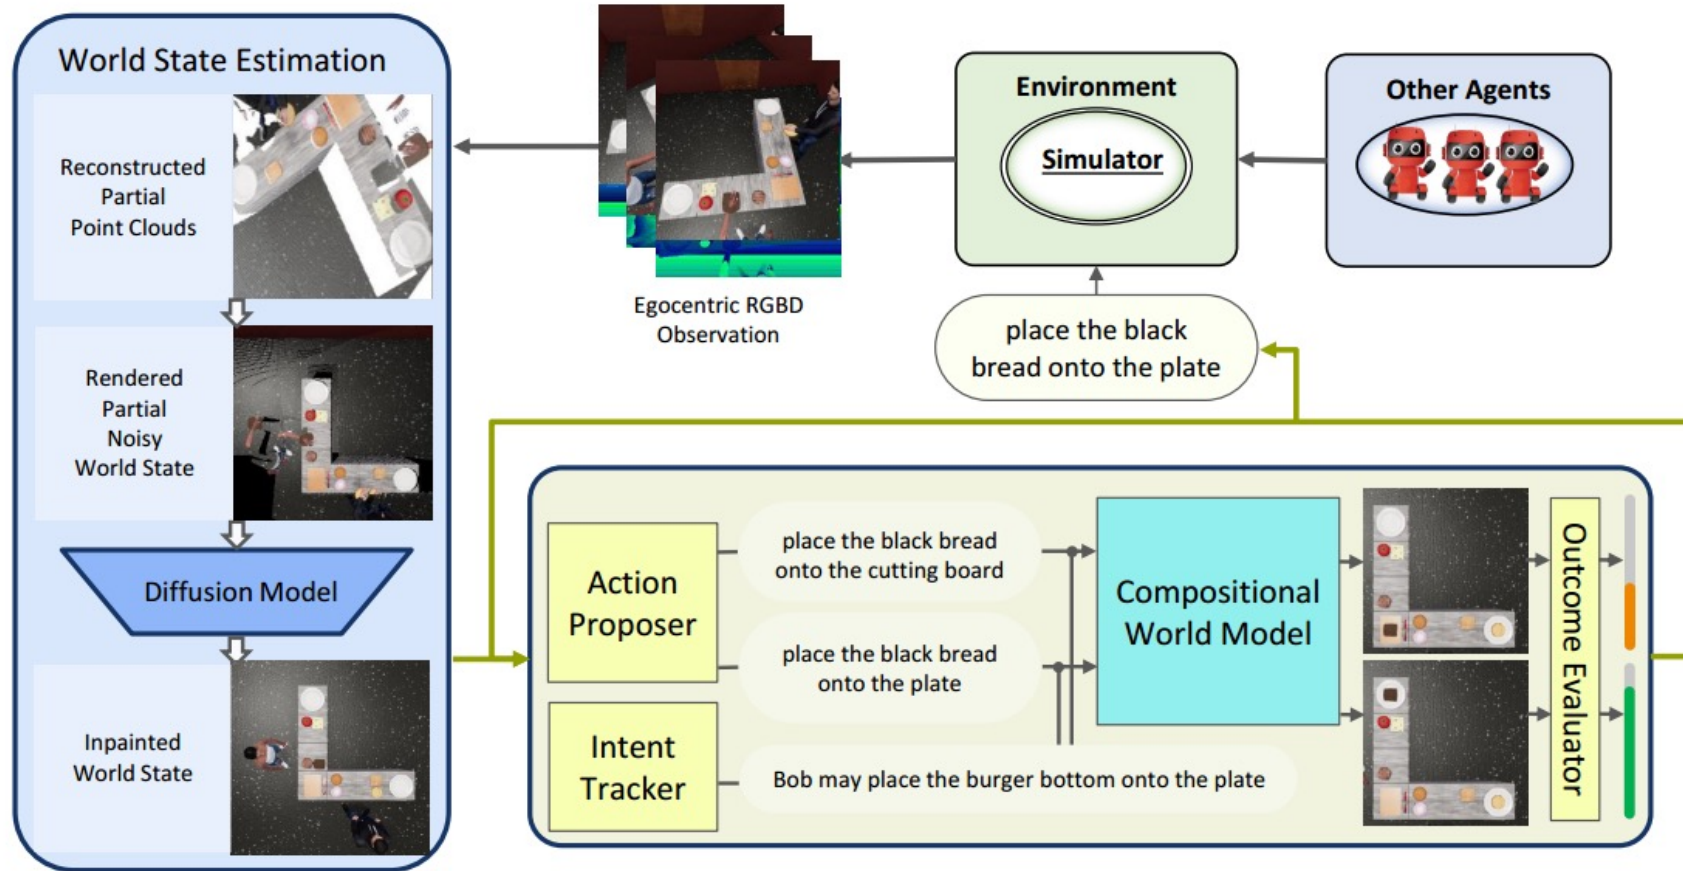 World State Estimation
Reconstructed
Partial
Point Clouds
Rendered
Partial
Noisy
World State
Diffusion Model
Inpainted
World State
Egocentric RGBD
Observation
Environment
Simulator
Other Agents
place the black
bread onto the plate
Action
Proposer
place the black bread
onto the cutting board
place the black bread
onto the plate
Intent
Tracker
Bob may place the burger bottom onto the plate
Compositional
World Model
Outcome Evaluator